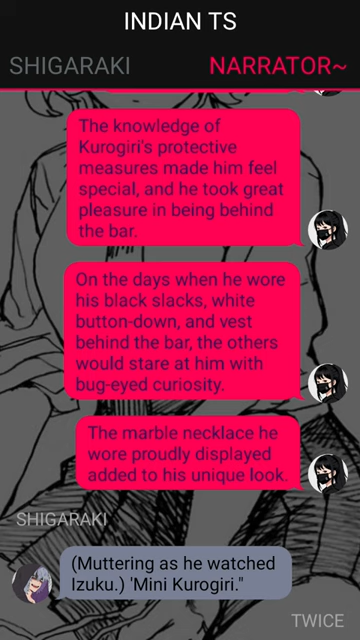 INDIAN TS
SHIGARAKI NARRATOR~
The knowledge of
Kurogiri's protective
measures made him feel
special, and he took great
pleasure in being behind
the bar.
On the days when he wore
his black slacks, white
button-down, and vest
behind the bar, the others
would stare at him with
bug-eyed curiosity.
The marble necklace he
wore proudly displayed
added to his unique look.
SHIGARAKI
(Muttering as he watched
Izuku.) 'Mini Kurogiri."
TWICE